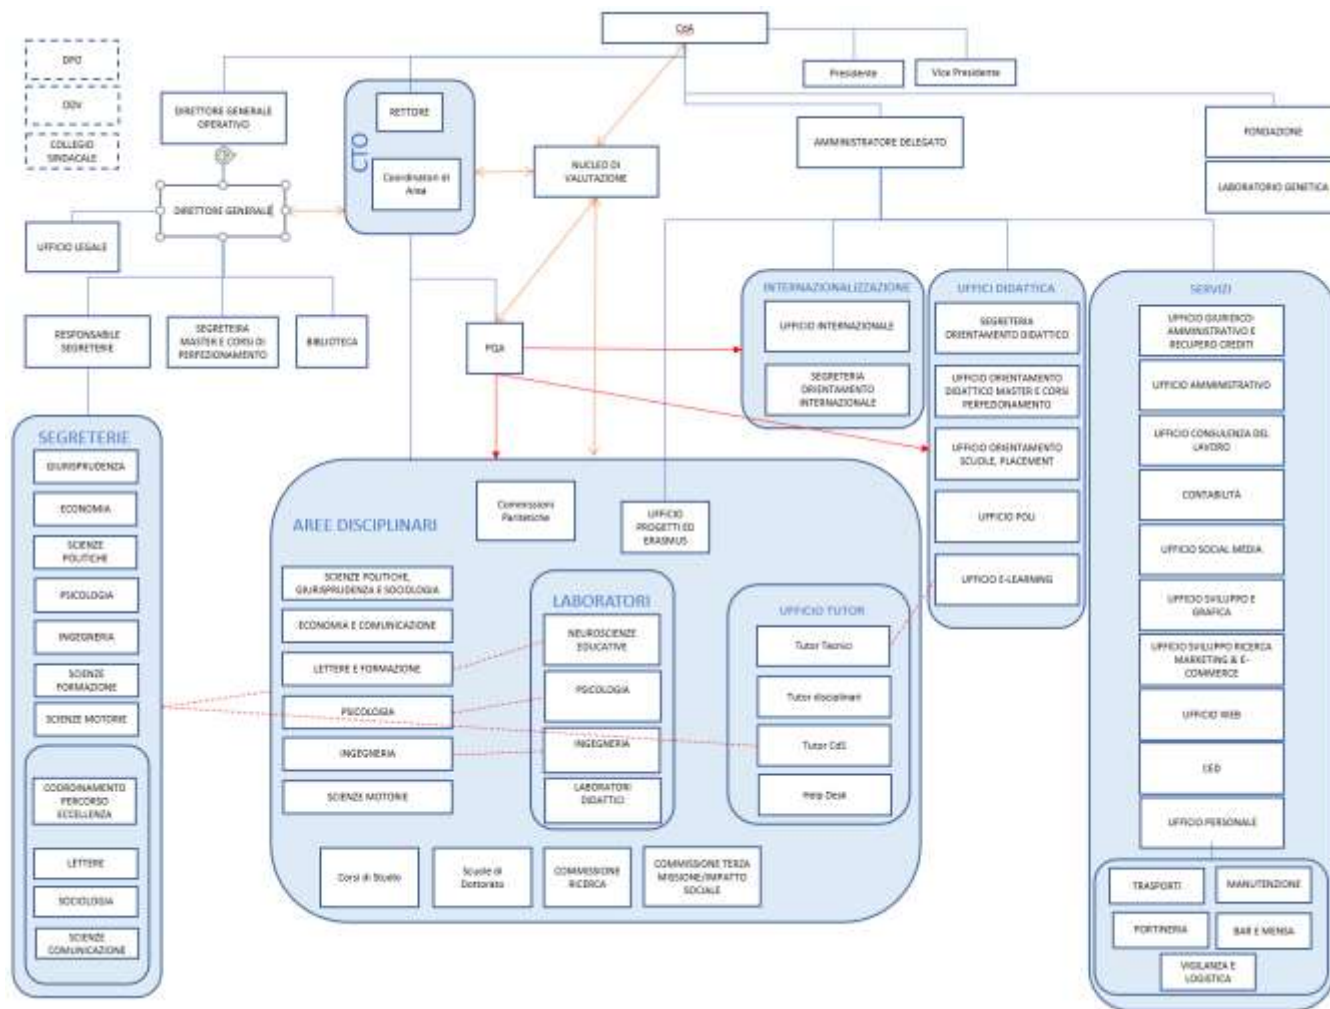 CdA
Presidente
Vice Presidente
DPO
ODV
COLLEGIO
SINDACALE
DIRETTORE GENERALE
OPERATIVO
CTO
RETTORE
Coordinatori di
Area
NUCLEO DI
VALUTAZIONE
AMMINISTRATORE DELEGATO
FONDAZIONE
LABORATORIO GENETICA
DIRETTORE GENERALE
UFFICIO LEGALE
RESPONSABILE
SEGRETERIE
SEGRETEIRA
MASTER E CORSI DI
PERFEZIONAMENTO
BIBLIOTECA
PQA
INTERNAZIONALIZZAZIONE
UFFICIO INTERNAZIONALE
SEGRETERIA
ORIENTAMENTO
INTERNAZIONALE
UFFICI DIDATTICA
SEGRETERIA
ORIENTAMENTO DIDATTICO
UFFICIO ORIENTAMENTO
DIDATTICO MASTER E CORSI
PERFEZIONAMENTO
UFFICIO ORIENTAMENTO
SCUOLE, PLACEMENT
UFFICIO POLI
UFFICIO E-LEARNING
SERVIZI
UFFICIO GIURIDICO-
AMMINISTRATIVO E
RECUPERO CREDITI
UFFICIO AMMINISTRATIVO
UFFICIO CONSULENZA DEL
LAVORO
CONTABILITÀ
UFFICIO SOCIAL MEDIA
UFFICIO SVILUPPO E
GRAFICA
UFFICIO SVILUPPO RICERCA
MARKETING & E-
COMMERCE
UFFICIO WEB
CED
UFFICIO PERSONALE
TRASPORTI
MANUTENZIONE
PORTINERIA
BAR E MENSA
VIGILANZA E
LOGISTICA
SEGRETERIE
GIURISPRUDENZA
ECONOMIA
SCIENZE
POLITICHE
PSICOLOGIA
INGEGNERIA
SCIENZE
FORMAZIONE
SCIENZE MOTORIE
COORDINAMENTO
PERCORSO
ECCELLENZA
LETTERE
SOCIOLOGIA
SCIENZE
COMUNICAZIONE
AREE DISCIPLINARI
Commissioni
Paritetiche
UFFICIO
PROGETTI ED
ERASMUS
SCIENZE POLITICHE,
GIURISPRUDENZA E SOCIOLOGIA
ECONOMIA E COMUNICAZIONE
LETTERE E FORMAZIONE
PSICOLOGIA
INGEGNERIA
SCIENZE MOTORIE
LABORATORI
NEUROSCIENZE
EDUCATIVE
PSICOLOGIA
INGEGNERIA
LABORATORI
DIDATTICI
UFFICIO TUTOR
Tutor Tecnici
Tutor disciplinari
Tutor CdS
Help Desk
Corsi di Studio
Scuole di
Dottorato
COMMISSIONE
RICERCA
COMMISSIONE TERZA
MISSIONE/IMPATTO
SOCIALE